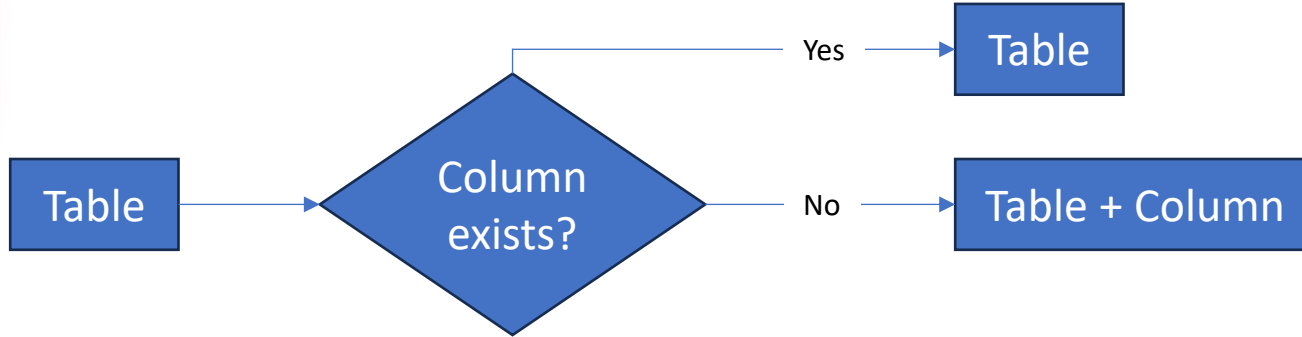 Table
Column
exists?
Yes
Table
No
Table + Column